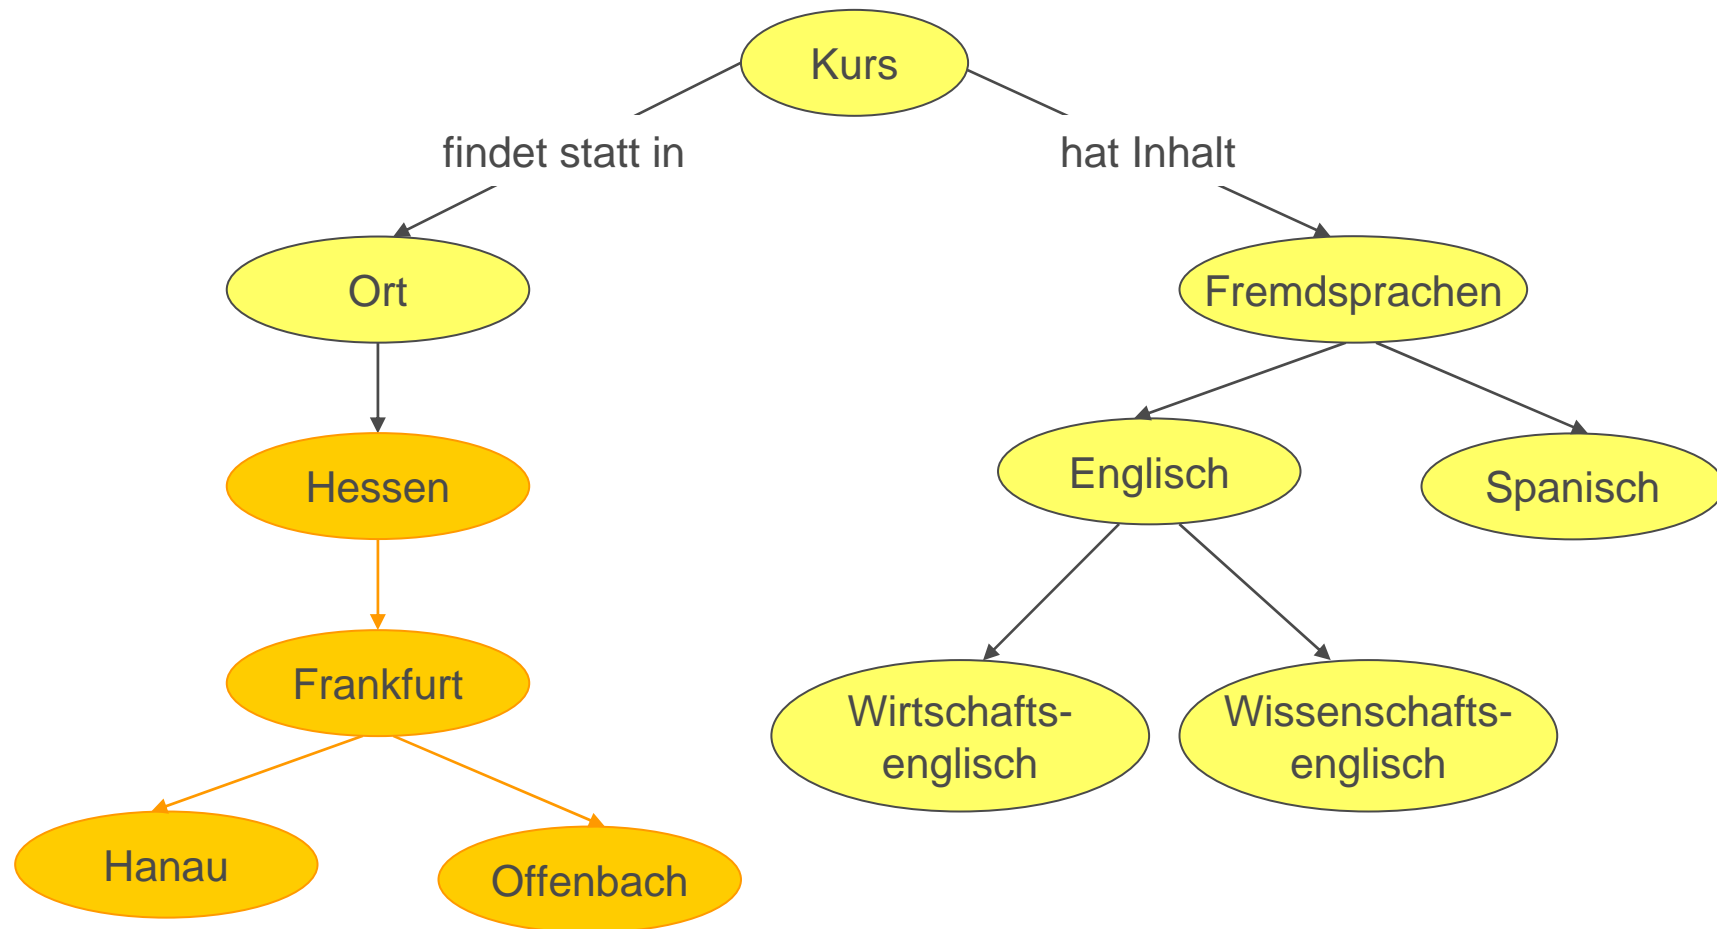 Kurs
findet statt in
hat Inhalt
Ort
Fremdsprachen
Hessen
Englisch
Spanisch
Frankfurt
Wirtschafts-
englisch
Wissenschafts-
englisch
Hanau
Offenbach